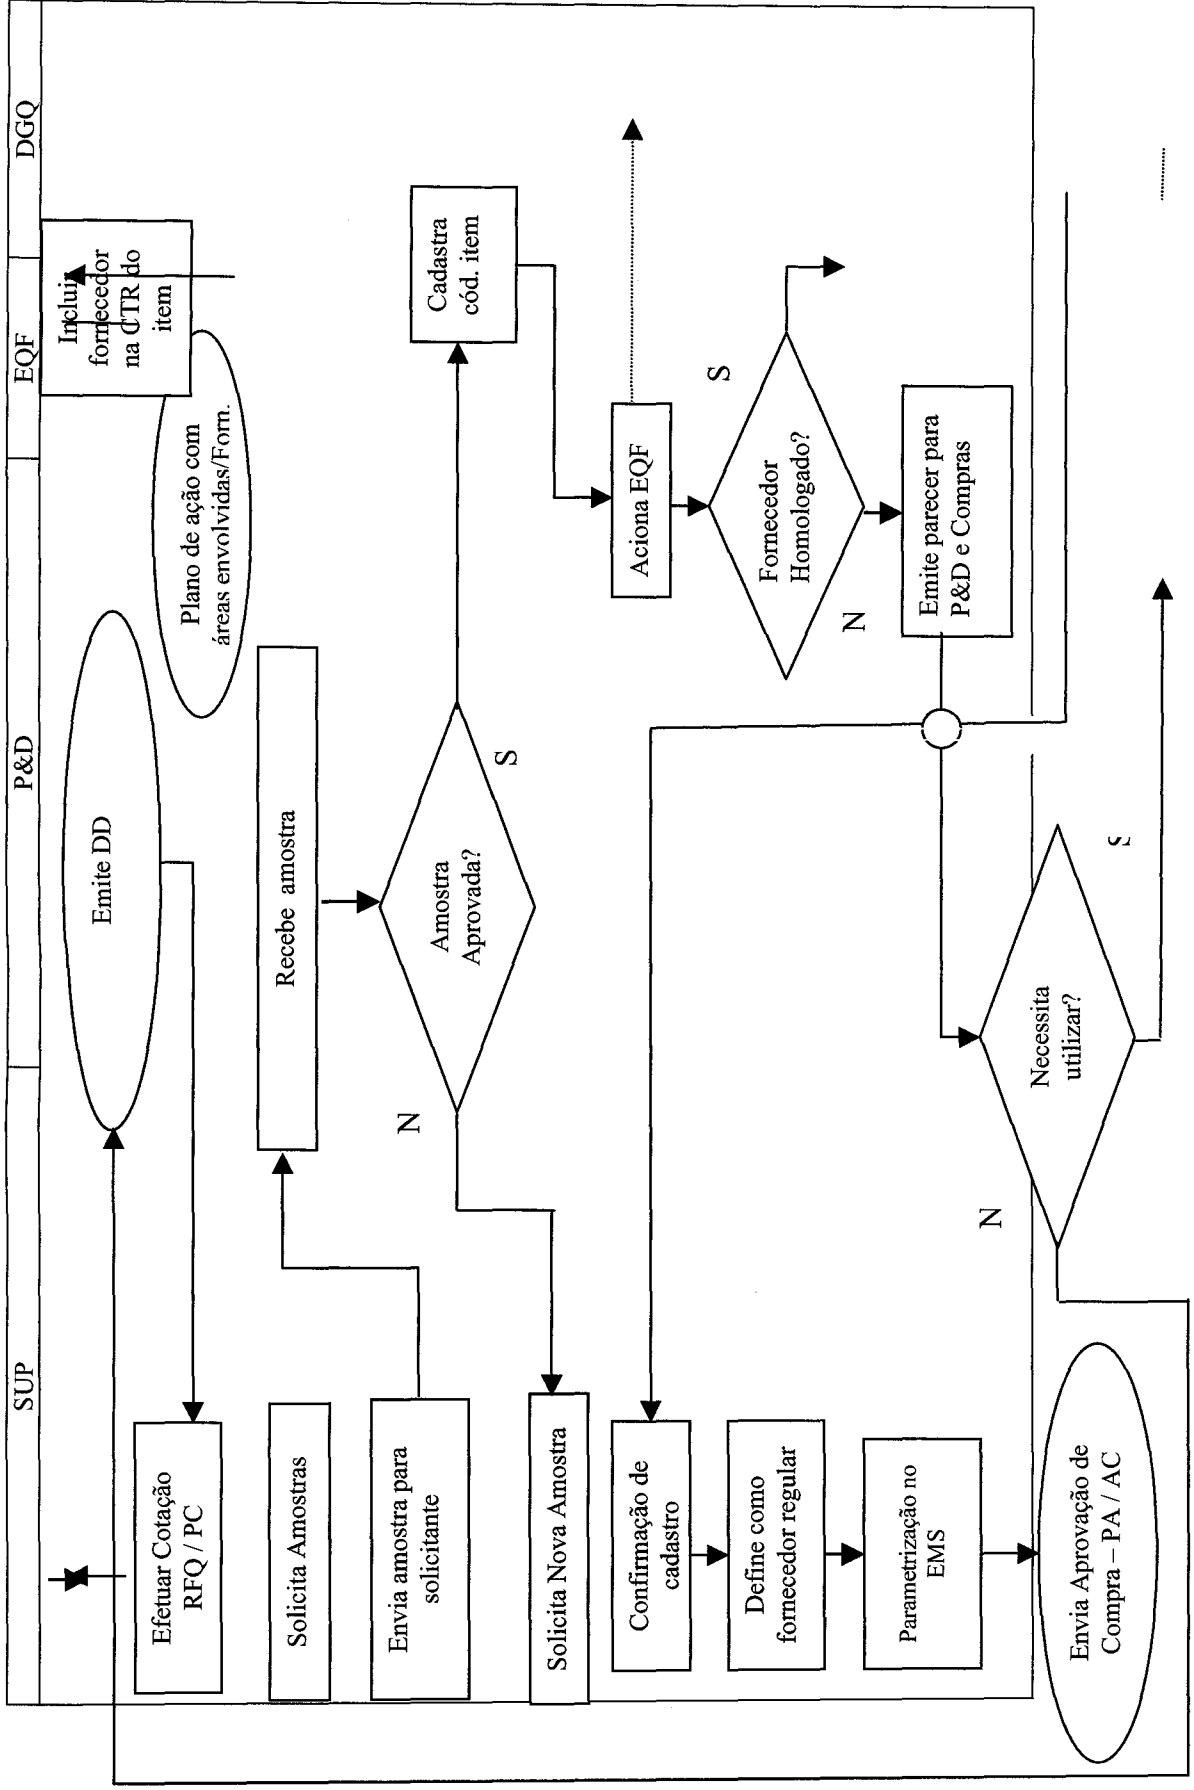 SUP
P&D
EQF
DGQ
Emite DD
Incluir
fornecedor
na CTR do
item
Plano de ação com
áreas envolvidas/Forn.
Efetuar Cotação
RFQ / PC
Solicita Amostras
Recebe amostra
Envia amostra para
solicitante
Amostra
Aprovada?
N
S
Cadastra
cód. item
Solicita Nova Amostra
Aciona EQF
Confirmação de
cadastro
Fornecedor
Homologado?
S
N
Define como
fornecedor regular
Emite parecer para
P&D e Compras
Parametrização no
EMS
Necessita
utilizar?
N
S
Envia Aprovação de
Compra – PA / AC